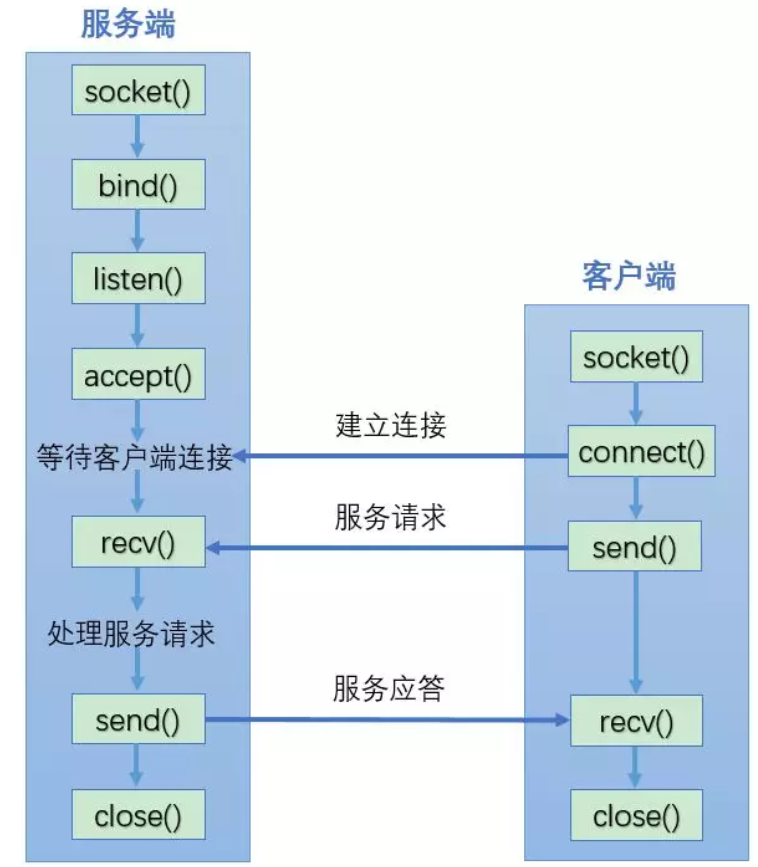 服务端
socket()
bind()
listen()
accept()
等待客户端连接
recv()
处理服务请求
send()
close()
建立连接
服务请求
服务应答
客户端
socket()
connect()
send()
recv()
close()